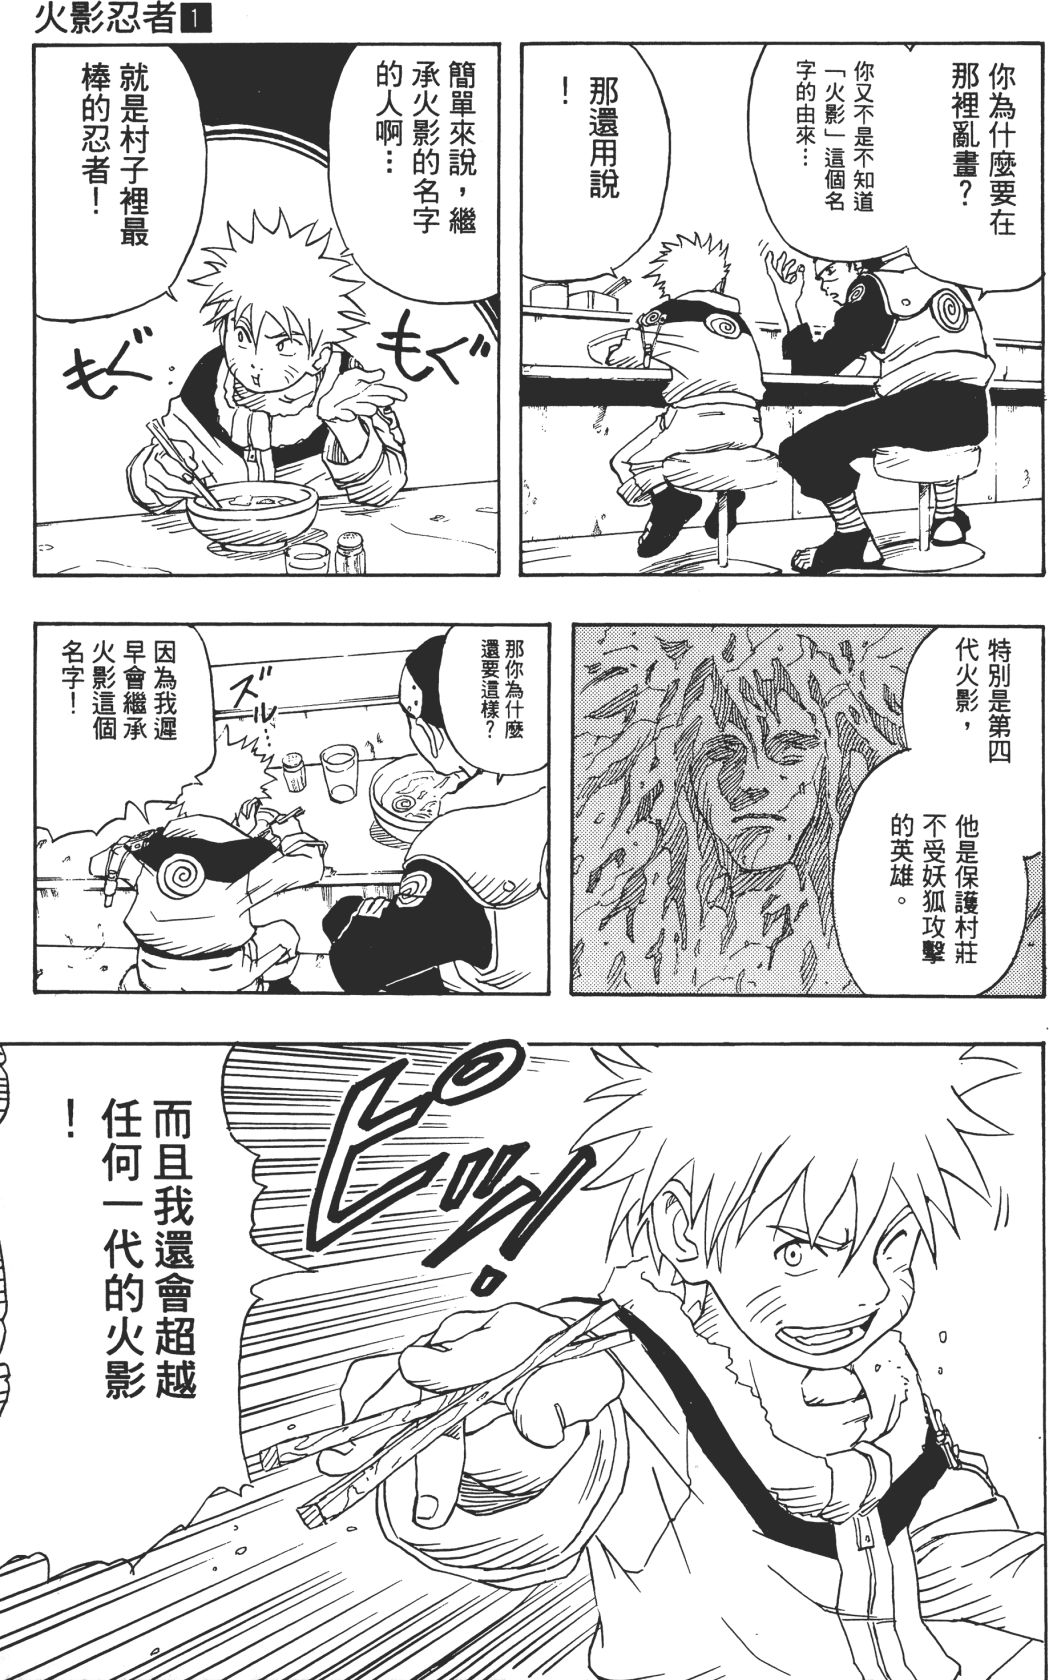 火影忍者 1
你為什麼要在
那裡亂畫？
你又不是不知道
「火影」這個名
字的由來…
那還用說
！
簡單來說，繼
承火影的名字
的人啊…
就是村子裡最
棒的忍者！
もぐ
もぐ
特別是第四
代火影，
他是保護村莊
不受妖狐攻擊
的英雄。
那你為什麼
還要這樣？
ズル…
因為我遲
早會繼承
火影這個
名字！
ピッ!
而且我還會超越
任何一代的火影
！